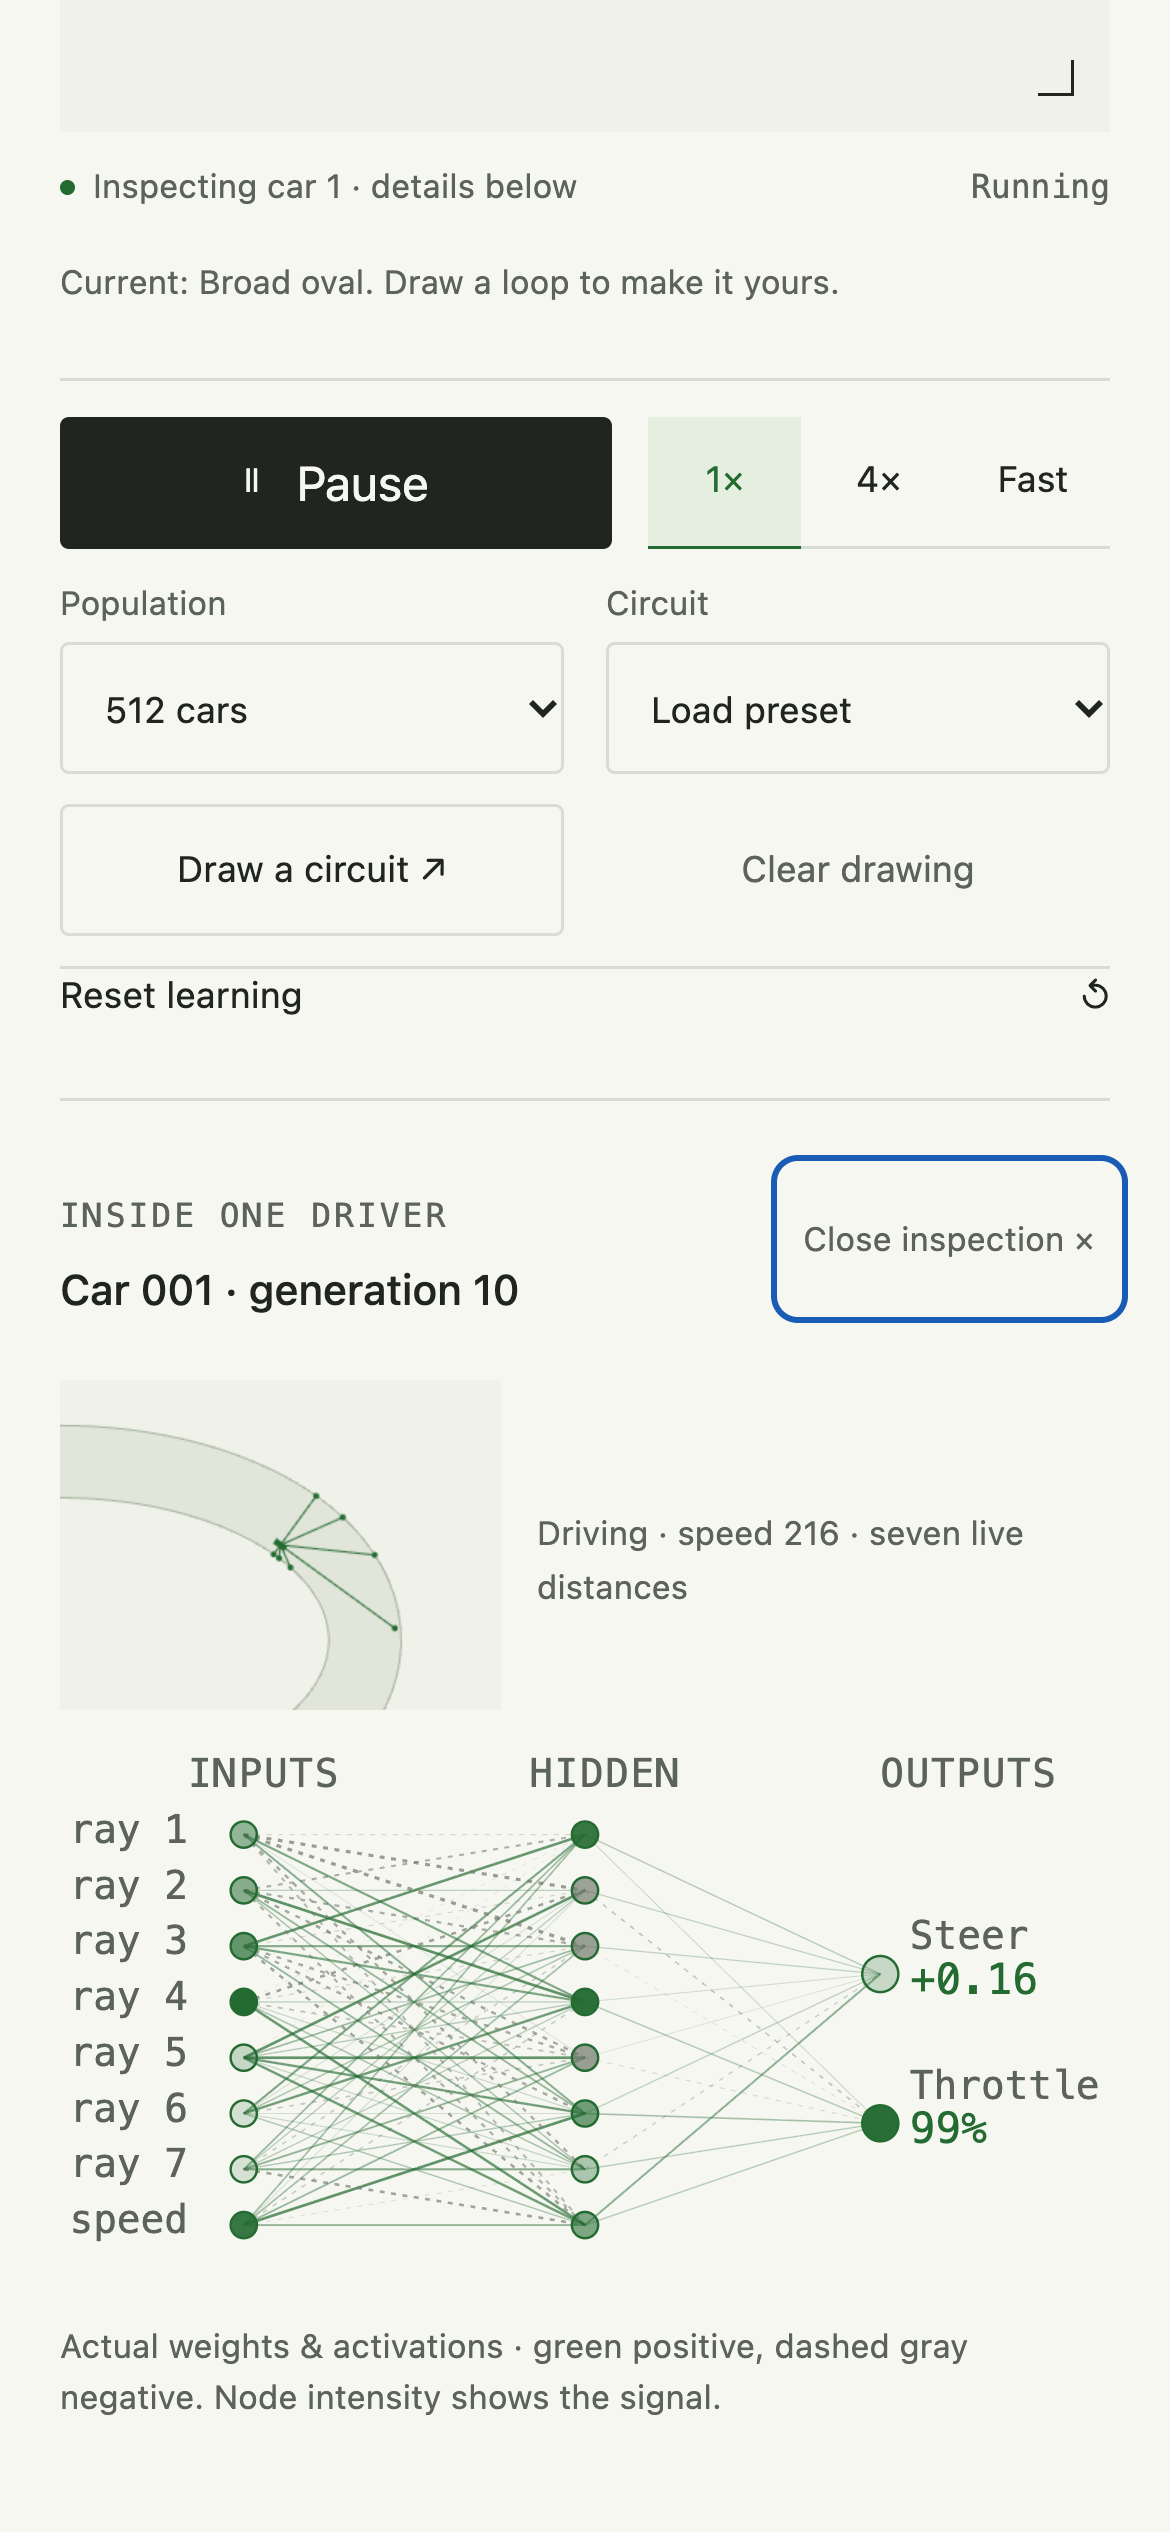 Inspecting car 1 · details below
Running
Current: Broad oval. Draw a loop to make it yours.
Pause
1×
4×
Fast
Population
Circuit
512 cars
Load preset
Draw a circuit ↗
Clear drawing
Reset learning
INSIDE ONE DRIVER
Close inspection ×
Car 001 · generation 10
Driving · speed 216 · seven live
distances
INPUTS
HIDDEN
OUTPUTS
ray 1
ray 2
ray 3
ray 4
ray 5
ray 6
ray 7
speed
Steer
+0.16
Throttle
99%
Actual weights & activations · green positive, dashed gray
negative. Node intensity shows the signal.